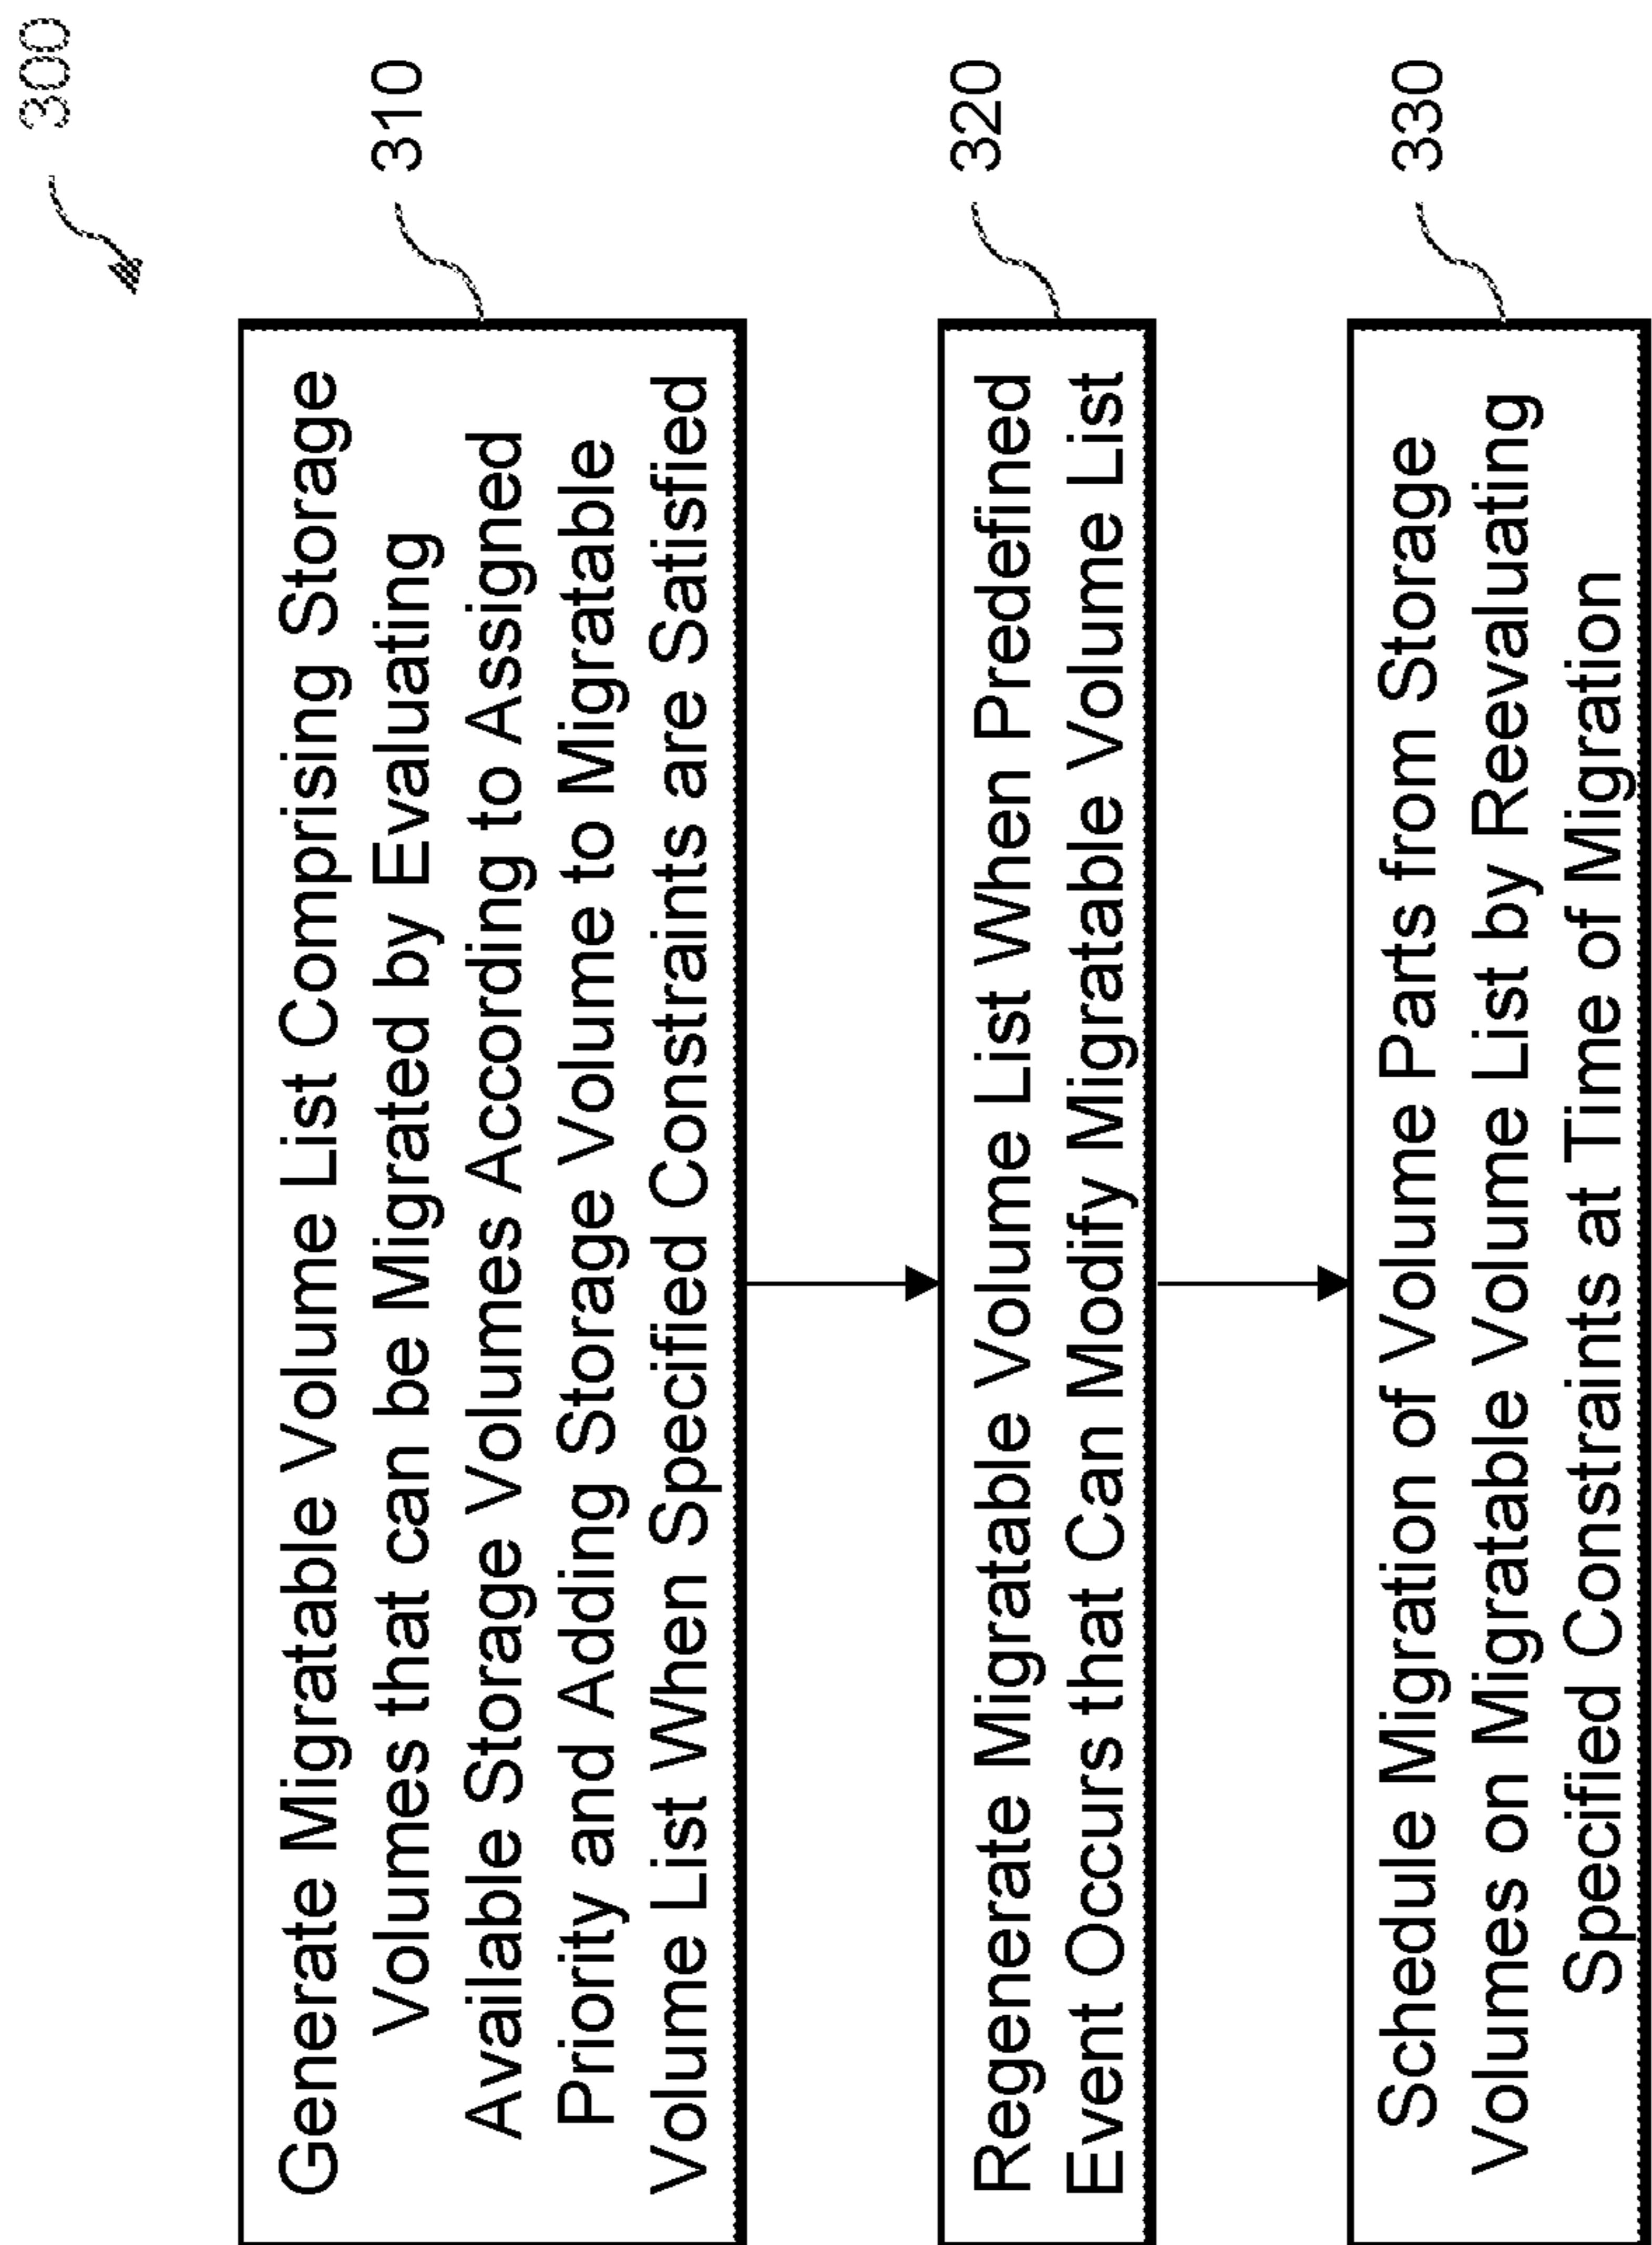 300
310
Generate Migratable Volume List Comprising Storage
Volumes that can be Migrated by Evaluating
Available Storage Volumes According to Assigned
Priority and Adding Storage Volume to Migratable
Volume List When Specified Constraints are Satisfied
320
Regenerate Migratable Volume List When Predefined
Event Occurs that Can Modify Migratable Volume List
330
Schedule Migration of Volume Parts from Storage
Volumes on Migratable Volume List by Reevaluating
Specified Constraints at Time of Migration